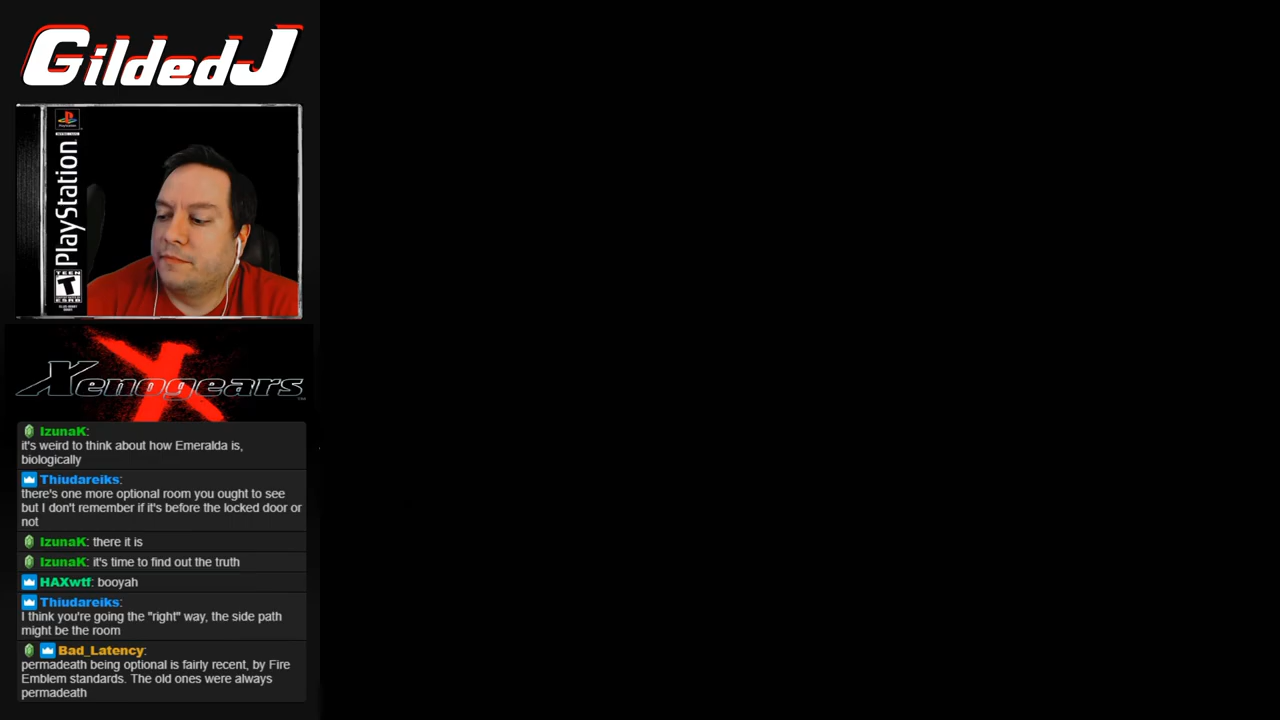 GildedJ
PlayStation
PlayStation
TEEN
T
ESRB
Xenogears
IzunaK:
it's weird to think about how Emeralda is,
biologically
Thiudareiks:
there's one more optional room you ought to see
but I don't remember if it's before the locked door or
not
IzunaK: there it is
IzunaK: it's time to find out the truth
HAXwtf: booyah
Thiudareiks:
I think you're going the "right" way, the side path
might be the room
Bad_Latency:
permadeath being optional is fairly recent, by Fire
Emblem standards. The old ones were always
permadeath